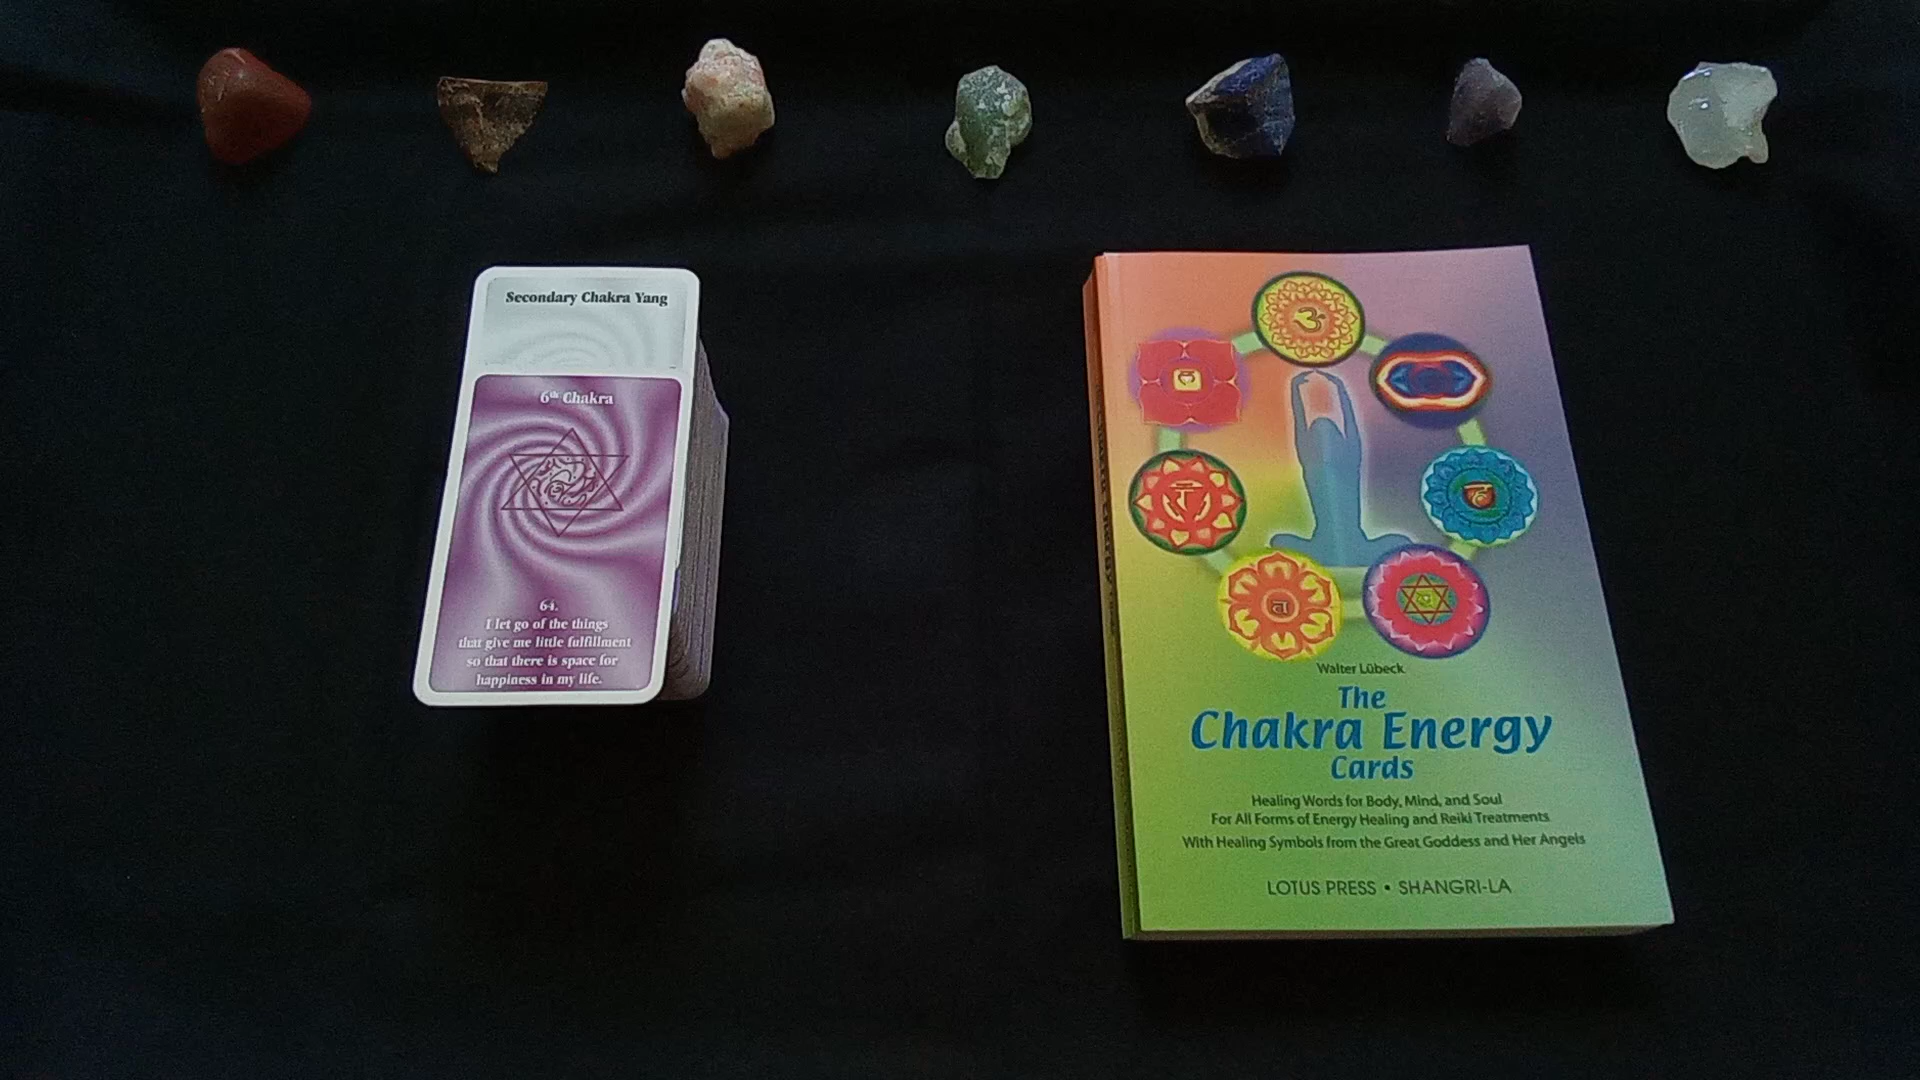 Secondary Chakra Yang
6th Chakra
64.
I let go of the things
that give me little fulfillment
so that there is space for
happiness in my life.
Walter Lübeck
The
Chakra Energy
Cards
Healing Words for Body, Mind, and Soul
For All Forms of Energy Healing and Reiki Treatments
With Healing Symbols from the Great Goddess and Her Angels
LOTUS PRESS • SHANGRI-LA